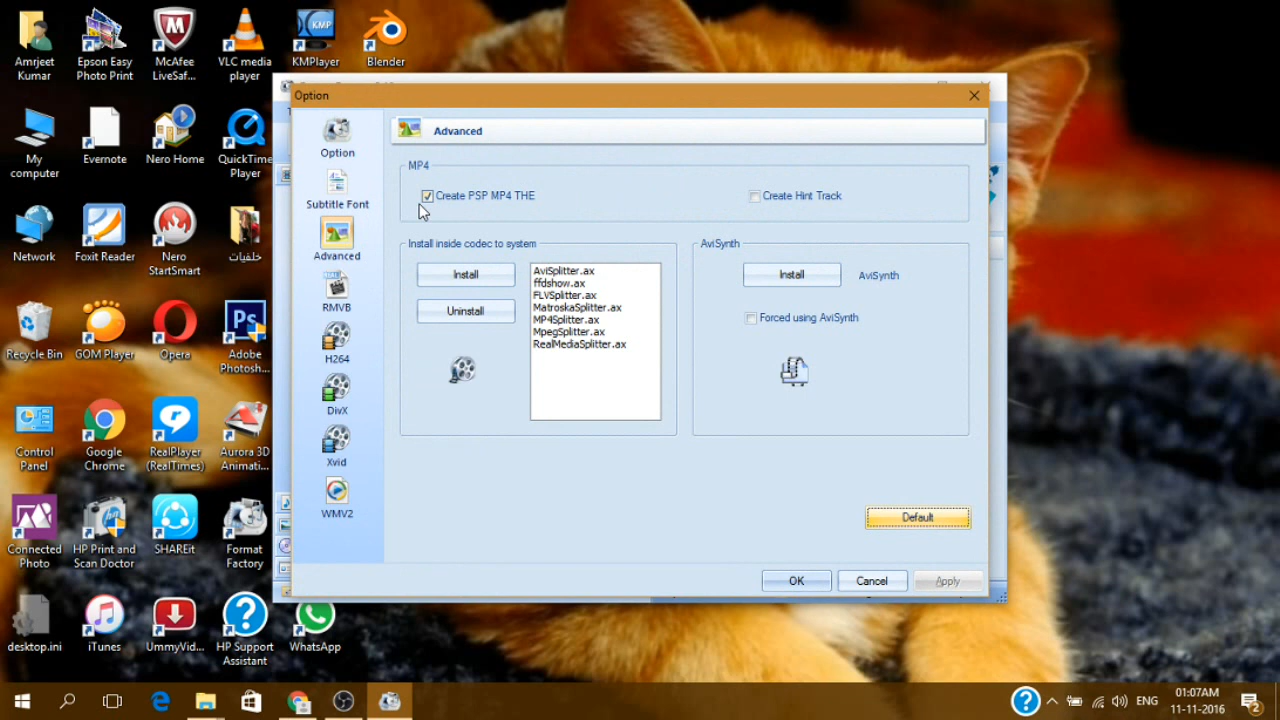 Amrjeet
Kumar
Epson Easy
Photo Print
McAfee
LiveSaf...
VLC media
player
KMP
KMPlayer
Blender
My
computer
Evernote
Nero Home
QuickTime
Player
Network
Foxit Reader
Nero
StartSmart
خلفيات
Recycle Bin
GOM Player
Opera
Ps
Adobe
Photosh...
Control
Panel
Google
Chrome
RealPlayer
(RealTimes)
Aurora 3D
Animati...
Connected
Photo
HP Print and
Scan Doctor
SHAREit
Format
Factory
desktop.ini
iTunes
UmmyVid...
HP Support
Assistant
WhatsApp
Option
Option
Subtitle Font
Advanced
RMVB
H264
DivX
Xvid
WMV2
Advanced
MP4
Create PSP MP4 THE
Create Hint Track
Install inside codec to system
Install
Uninstall
AviSplitter.ax
ffdshow.ax
FLVSplitter.ax
MatroskaSplitter.ax
MP4Splitter.ax
MpegSplitter.ax
RealMediaSplitter.ax
AviSynth
Install
AviSynth
Forced using AviSynth
Default
OK
Cancel
Apply
ENG
01:07AM
11-11-2016
2